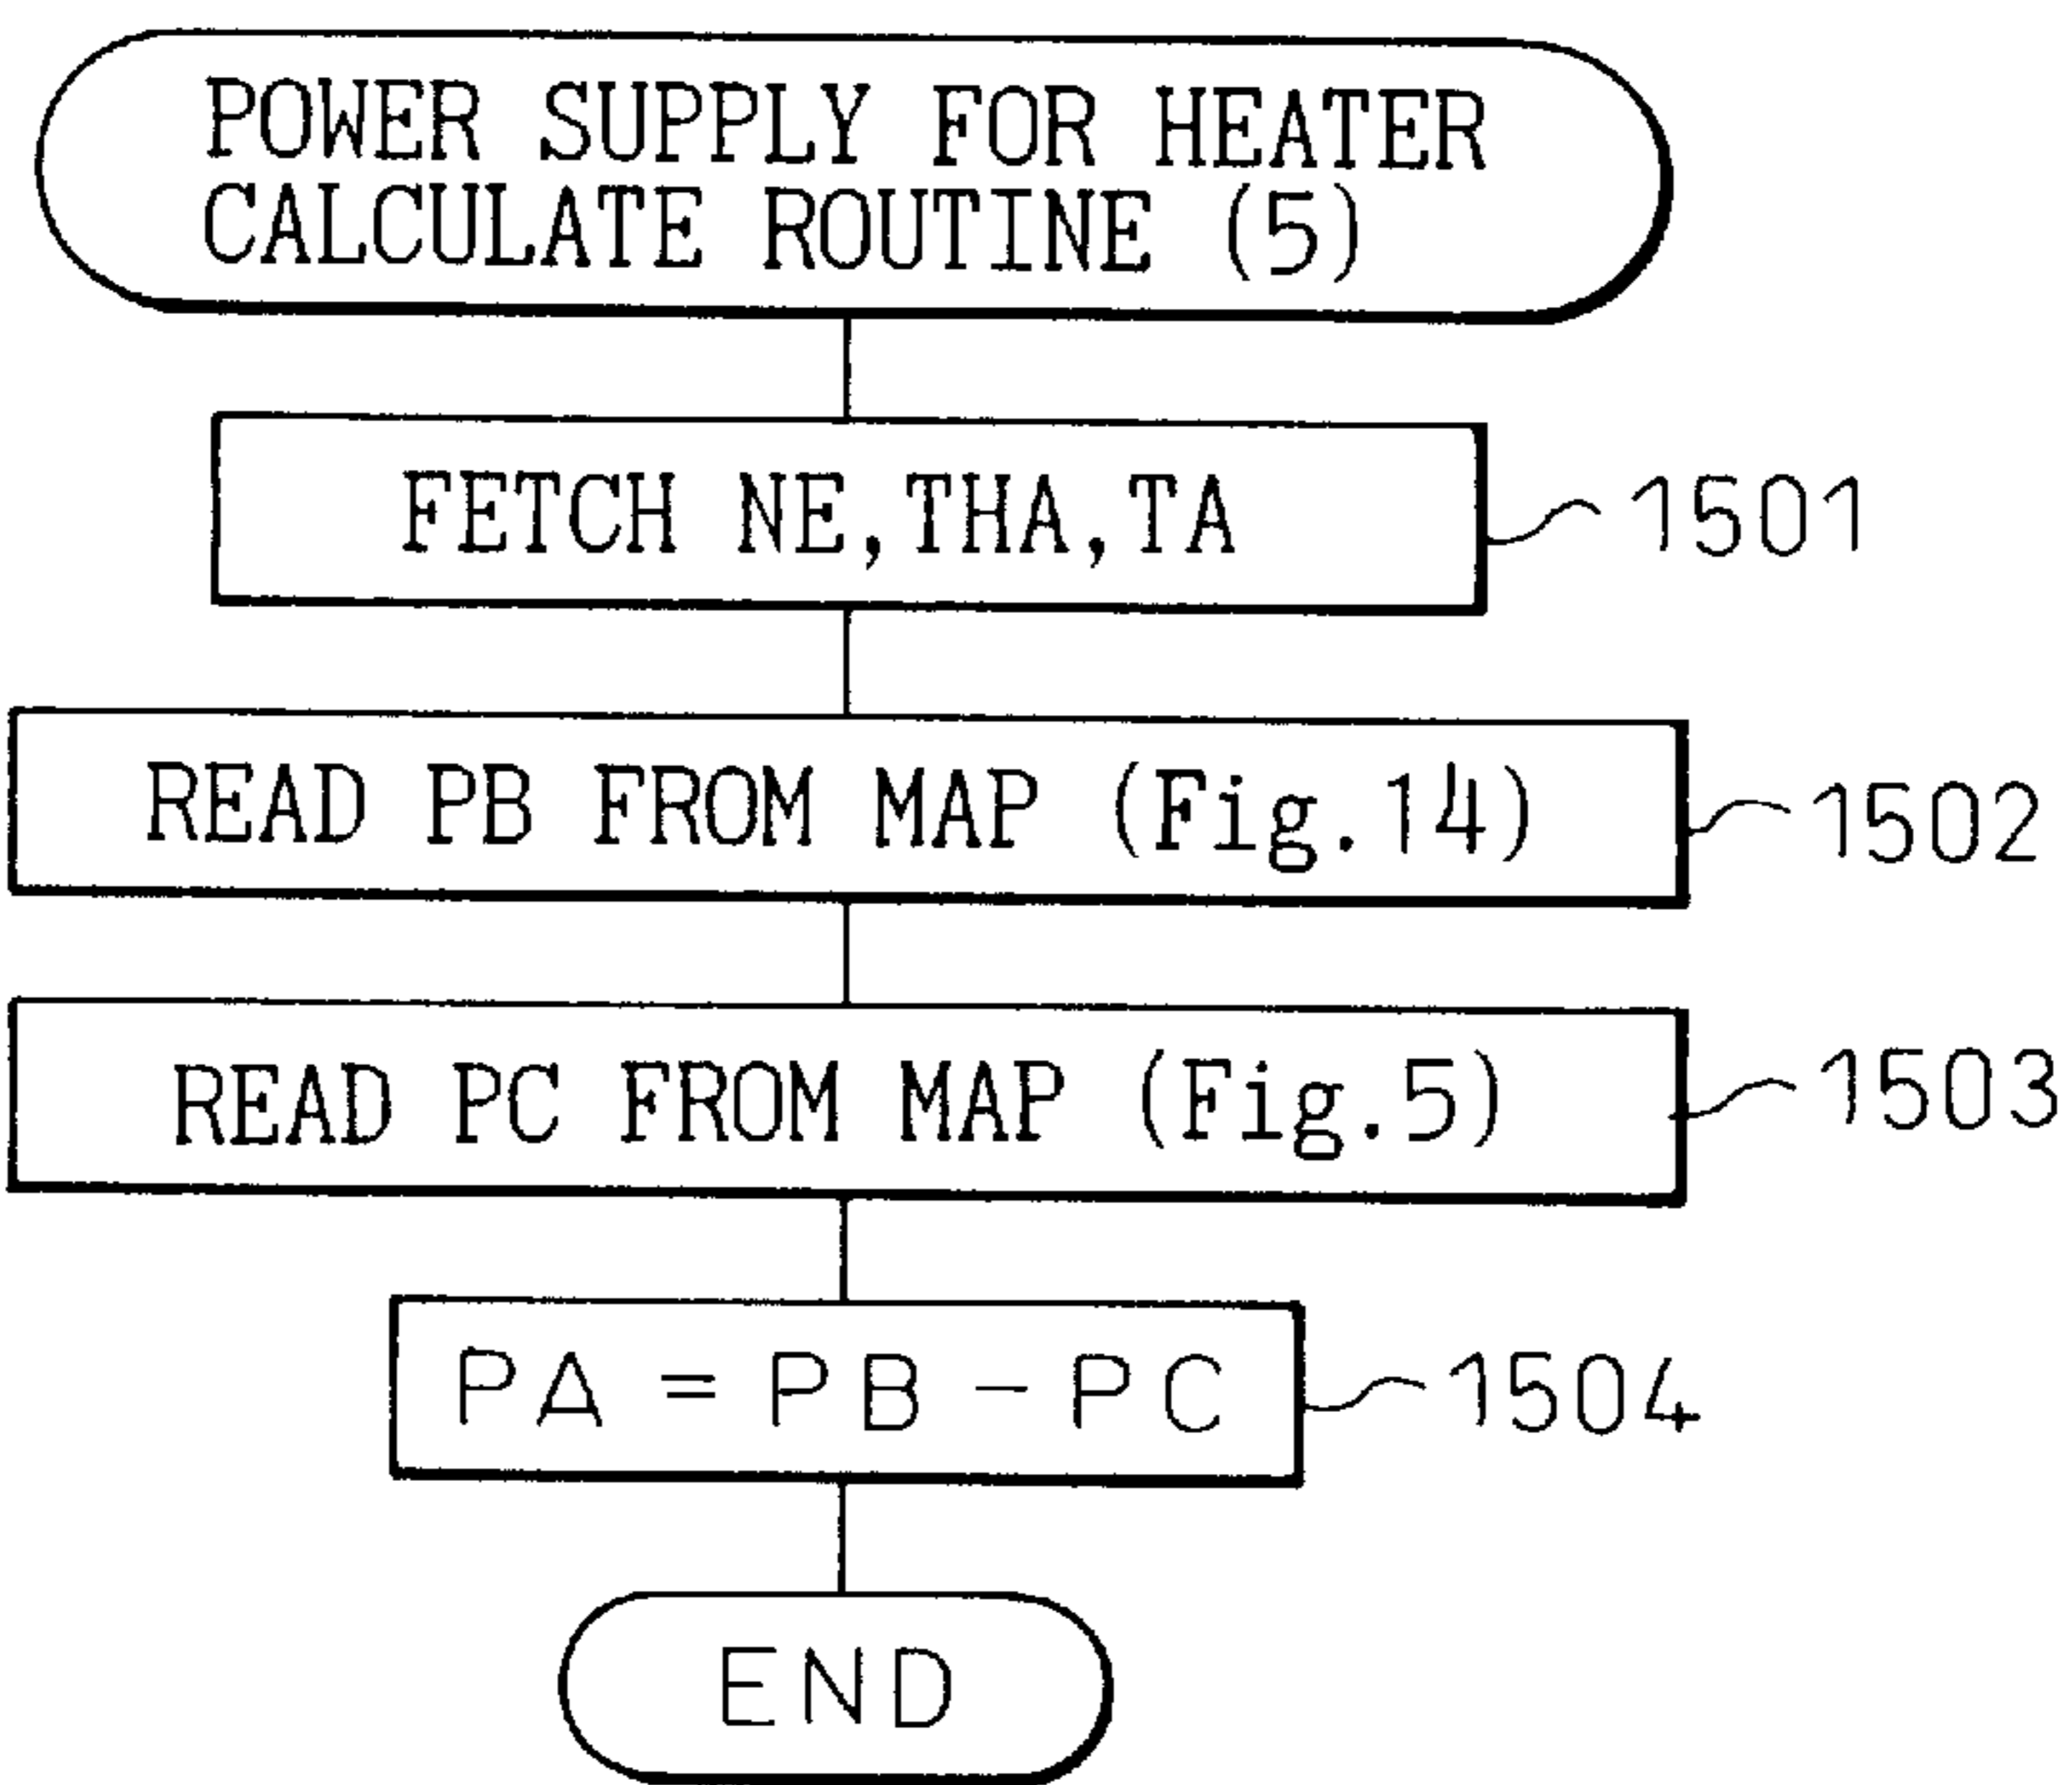 POWER SUPPLY FOR HEATER
CALCULATE ROUTINE (5)
FETCH NE,THA,TA
1501
READ PB FROM MAP (Fig.14)
1502
READ PC FROM MAP (Fig.5)
1503
PA = PB - PC
1504
END